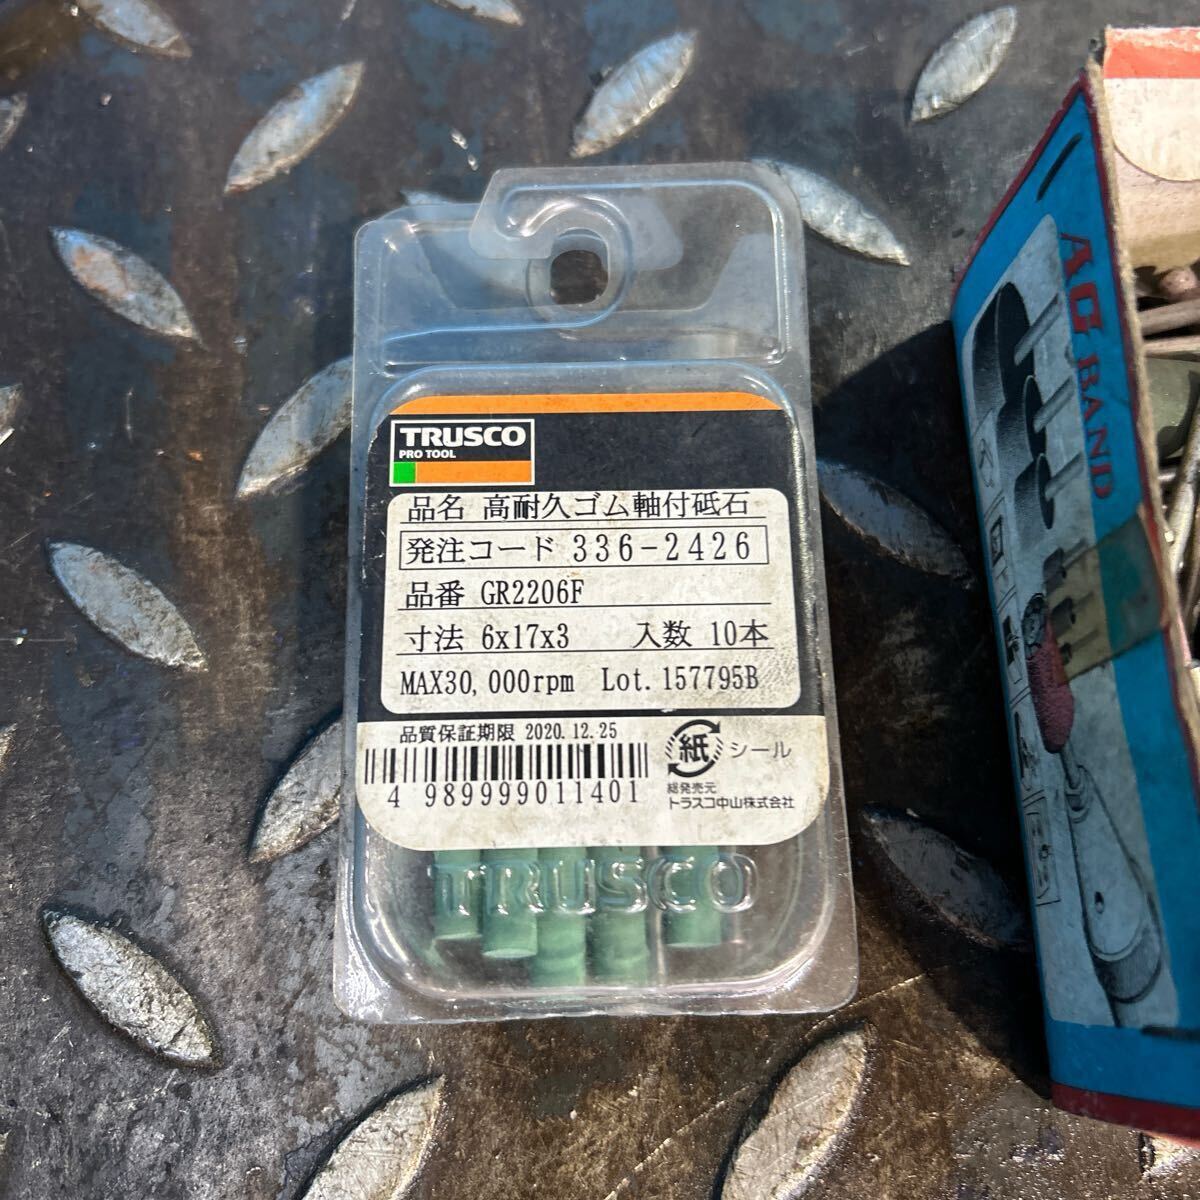 TRUSCO
PRO TOOL
品名 高耐久ゴム軸付砥石
発注コード 336-2426
品番 GR2206F
寸法 6x17x3 入数 10本
MAX30,000rpm Lot.157795B
品質保証期限 2020.12.25
4 989999011401
紙 シール
総発売元
トラスコ中山株式会社
TRUSCO
BAND